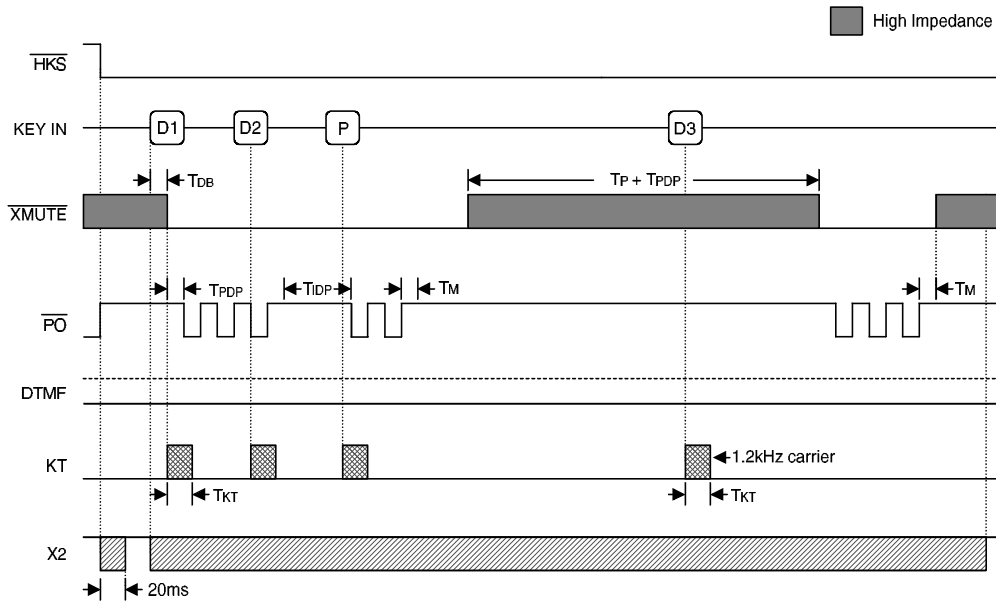 High Impedance
HKS
KEY IN D1 D2 P D3
TDB
TP + TPDP
XMUTE
TPDP TIDP TM TM
PO
DTMF
KT
1.2kHz carrier
TKT TKT
X2
20ms